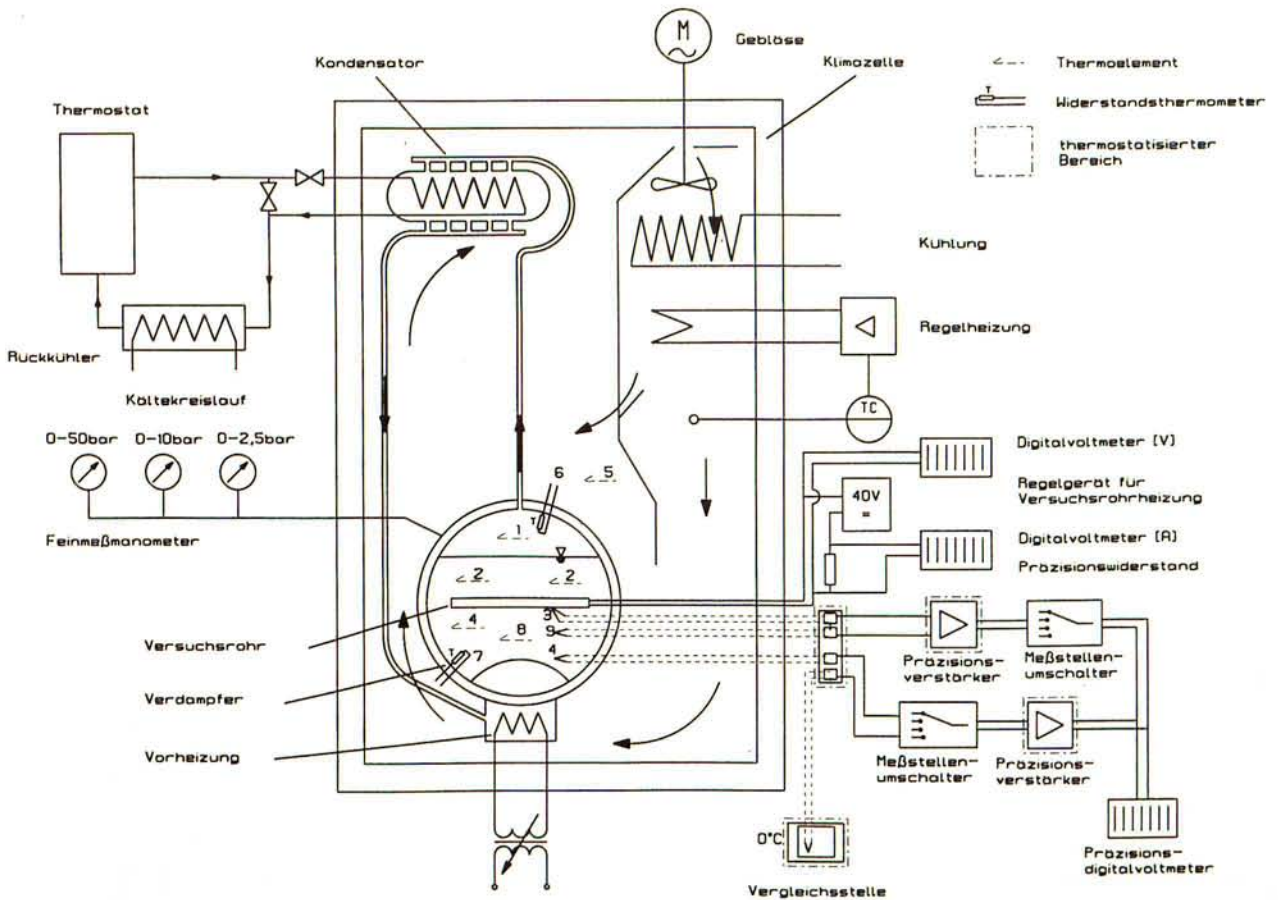 M
Gebläse
Kondensator
Klimazelle
Thermoelement
T
Widerstandsthermometer
thermostatisierter
Bereich
Thermostat
Kühlung
Regelheizung
Rückkühler
Kältekreislauf
TC
0-50bar
0-10bar
0-2,5bar
Feinmeßmanometer
Digitalvoltmeter (V)
Regelgerät für
Versuchsrohrheizung
40V
=
Digitalvoltmeter (A)
Präzisionswiderstand
6
5
T
1
2
2
3
4
8
9
4
T
7
Versuchsrohr
Verdampfer
Vorheizung
Präzisions-
verstärker
Meßstellen-
umschalter
Meßstellen-
umschalter
Präzisions-
verstärker
0°C
Vergleichsstelle
Präzisions-
digitalvoltmeter